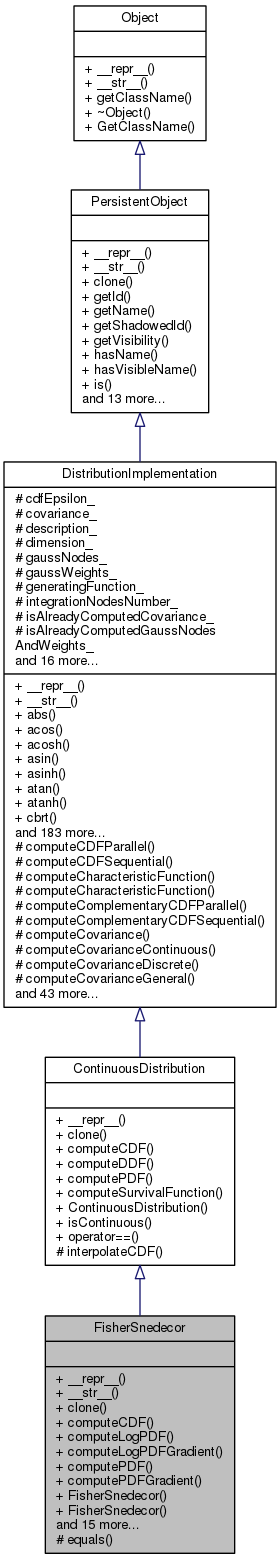 Object
+ __repr__()
+ __str__()
+ getClassName()
+ ~Object()
+ GetClassName()
PersistentObject
+ __repr__()
+ __str__()
+ clone()
+ getId()
+ getName()
+ getShadowedId()
+ getVisibility()
+ hasName()
+ hasVisibleName()
+ is()
and 13 more...
DistributionImplementation
# cdfEpsilon_
# covariance_
# description_
# dimension_
# gaussNodes_
# gaussWeights_
# generatingFunction_
# integrationNodesNumber_
# isAlreadyComputedCovariance_
# isAlreadyComputedGaussNodes
AndWeights_
and 16 more...
+ __repr__()
+ __str__()
+ abs()
+ acos()
+ acosh()
+ asin()
+ asinh()
+ atan()
+ atanh()
+ cbrt()
and 183 more...
# computeCDFParallel()
# computeCDFSequential()
# computeCharacteristicFunction()
# computeCharacteristicFunction()
# computeComplementaryCDFParallel()
# computeComplementaryCDFSequential()
# computeCovariance()
# computeCovarianceContinuous()
# computeCovarianceDiscrete()
# computeCovarianceGeneral()
and 43 more...
ContinuousDistribution
+ __repr__()
+ clone()
+ computeCDF()
+ computeDDF()
+ computePDF()
+ computeSurvivalFunction()
+ ContinuousDistribution()
+ isContinuous()
+ operator==()
# interpolateCDF()
FisherSnedecor
+ __repr__()
+ __str__()
+ clone()
+ computeCDF()
+ computeLogPDF()
+ computeLogPDFGradient()
+ computePDF()
+ computePDFGradient()
+ FisherSnedecor()
+ FisherSnedecor()
and 15 more...
# equals()